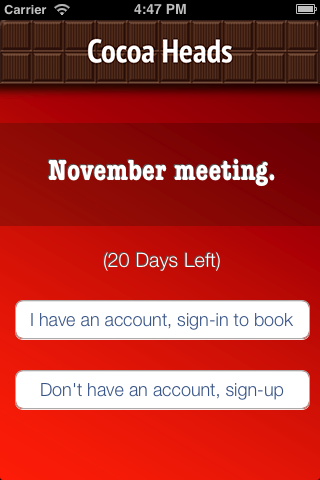 Carrier 4:47 PM
Cocoa Heads
November meeting.
(20 Days Left)
I have an account, sign-in to book
Don't have an account, sign-up